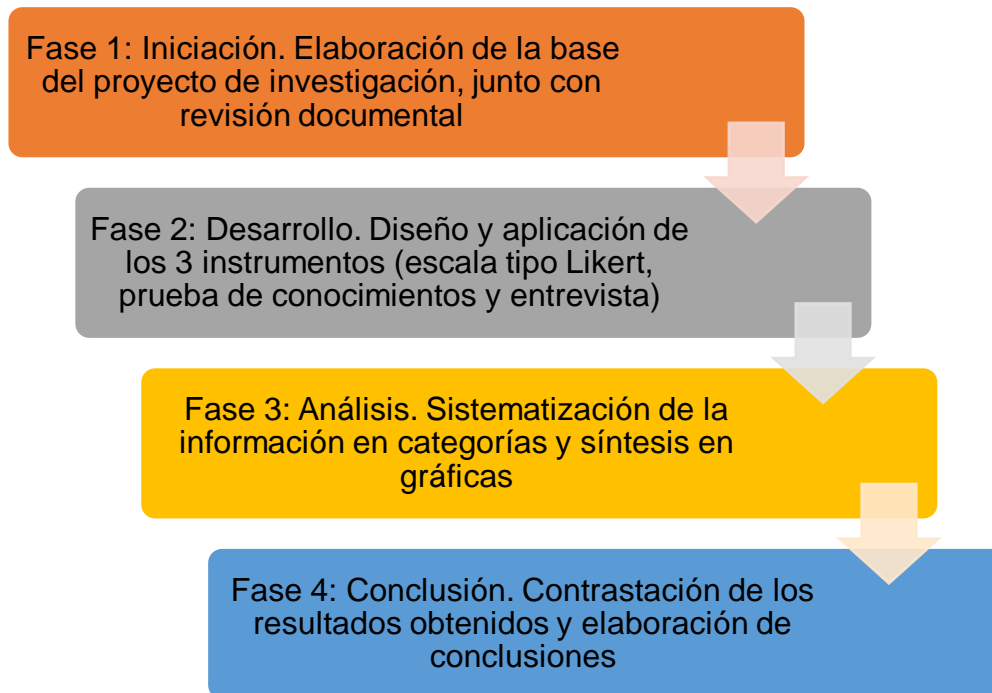 Fase 1: Iniciación. Elaboración de la base
del proyecto de investigación, junto con
revisión documental
Fase 2: Desarrollo. Diseño y aplicación de
los 3 instrumentos (escala tipo Likert,
prueba de conocimientos y entrevista)
Fase 3: Análisis. Sistematización de la
información en categorías y síntesis en
gráficas
Fase 4: Conclusión. Contrastación de los
resultados obtenidos y elaboración de
conclusiones